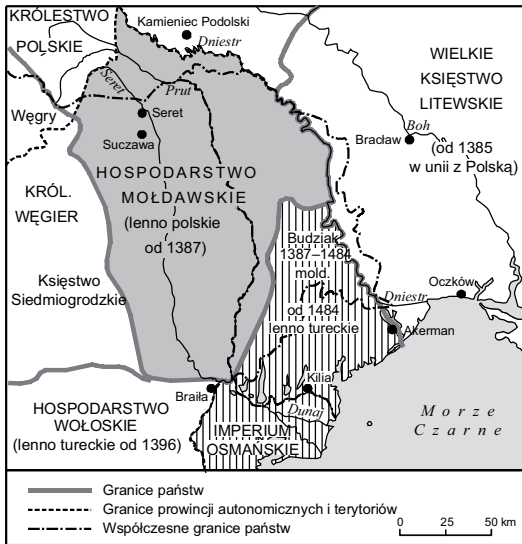 KRÓLESTWO
POLSKIE
Kamieniec Podolski
Dniestr
WIELKIE
KSIĘSTWO
LITEWSKIE
Boh
Bracław
(od 1385
w unii z Polską)
Węgry
Seret
Prut
Seret
Suczawa
HOSPODARSTWO
MOŁDAWSKIE
(lenno polskie
od 1387)
KRÓL.
WĘGIER
Księstwo
Siedmiogrodzkie
Budziak
1387–1484
mold.
od 1484
lenno tureckie
Oczków
Dniestr
Akerman
Braiła
Kilia
Dunaj
HOSPODARSTWO
WOŁOSKIE
(lenno tureckie od 1396)
IMPERIUM
OSMAŃSKIE
Morze
Czarne
Granice państw
Granice prowincji autonomicznych i terytoriów
Współczesne granice państw
0 25 50 km